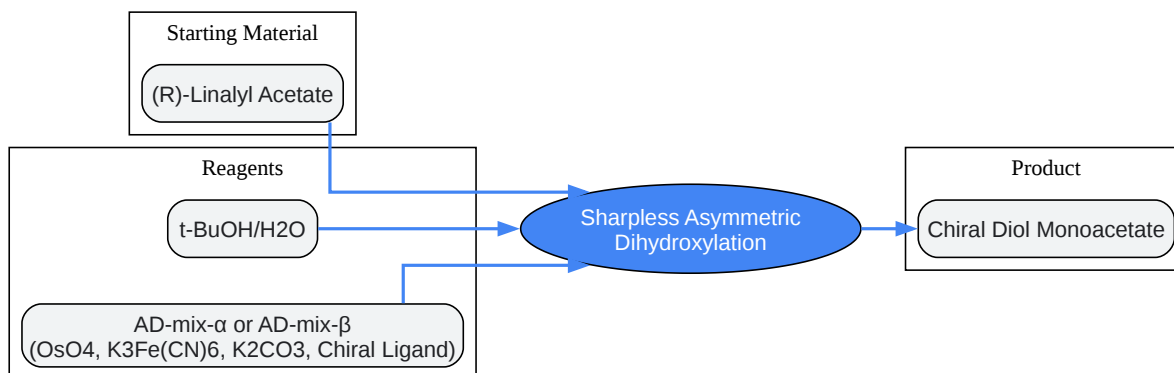 Starting Material
(R)-Linalyl Acetate
Reagents
t-BuOH/H2O
AD-mix-α or AD-mix-β
(OsO4, K3Fe(CN)6, K2CO3, Chiral Ligand)
Sharpless Asymmetric
Dihydroxylation
Product
Chiral Diol Monoacetate